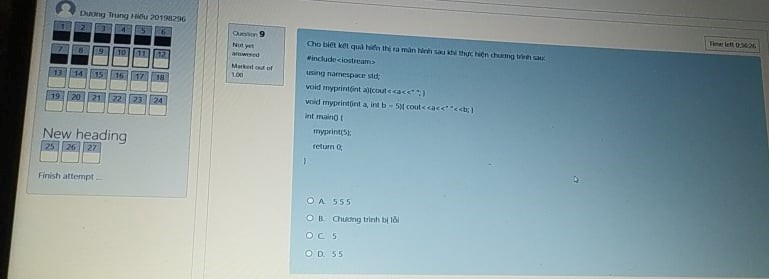 Dương Trung Hiếu 20198296
1 2 3 4 5 6
7 8 9 10 11 12
13 14 15 16 17 18
19 20 21 22 23 24
New heading
25 26 27
Finish attempt ...
Question 9
Not yet
answered
Marked out of
1.00
Time left 0:56:26
Cho biết kết quả hiển thị ra màn hình sau khi thực hiện chương trình sau:
#include<iostream>
using namespace std;
void myprint(int a){cout<<a<<" "; }
void myprint(int a, int b = 5){ cout<<a<<" "<<b; }
int main() {
myprint(5);
return 0;
}
A. 5 5 5
B. Chương trình bị lỗi
C. 5
D. 5 5